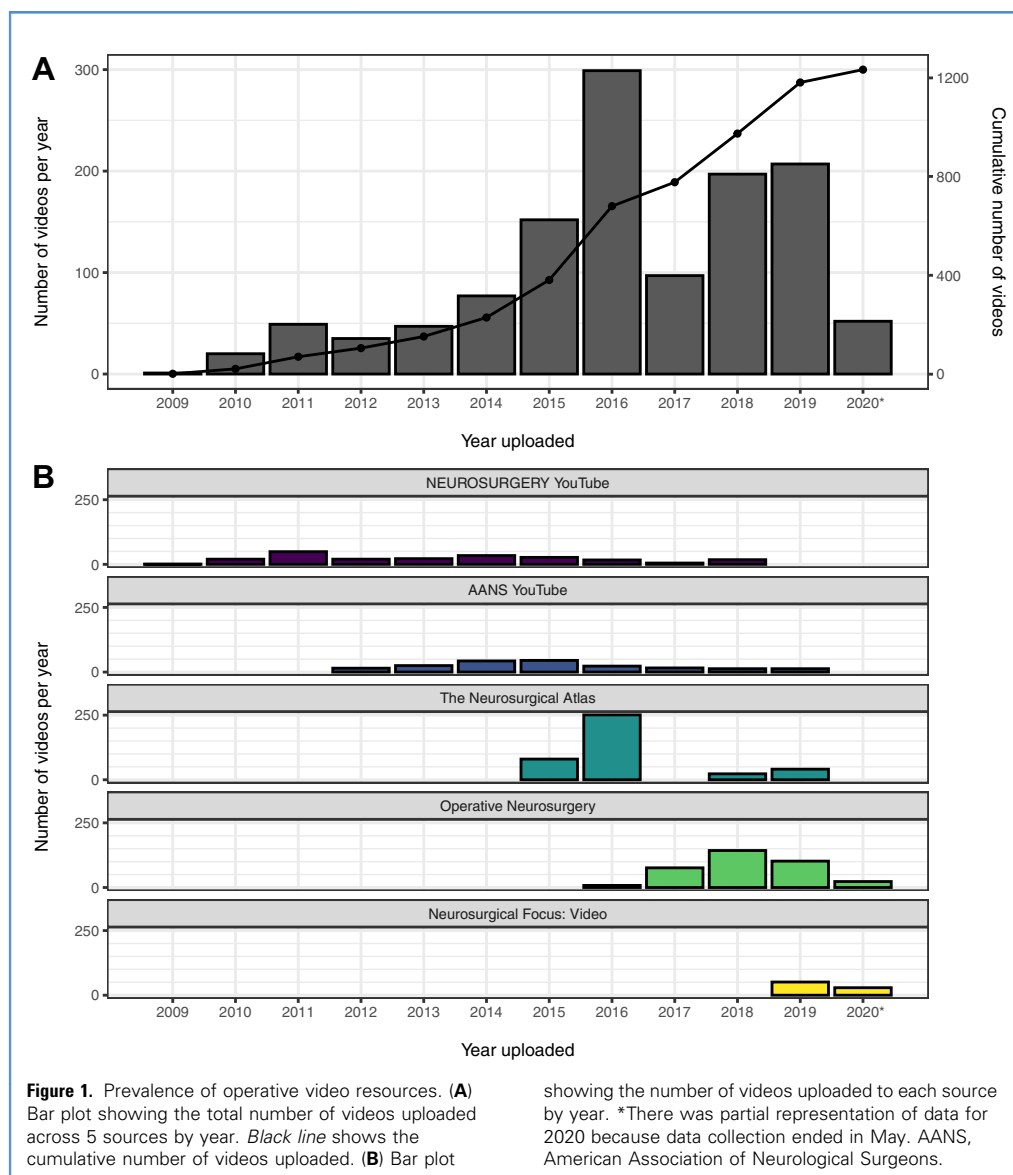 A
Number of videos per year
300
200
100
0
Cumulative number of videos
1200
800
400
0
2009 2010 2011 2012 2013 2014 2015 2016 2017 2018 2019 2020*
Year uploaded
B
Number of videos per year
NEUROSURGERY YouTube
250
0
AANS YouTube
250
0
The Neurosurgical Atlas
250
0
Operative Neurosurgery
250
0
Neurosurgical Focus: Video
250
0
2009 2010 2011 2012 2013 2014 2015 2016 2017 2018 2019 2020*
Year uploaded
Figure 1. Prevalence of operative video resources. (A)
Bar plot showing the total number of videos uploaded
across 5 sources by year. Black line shows the
cumulative number of videos uploaded. (B) Bar plot
showing the number of videos uploaded to each source
by year. *There was partial representation of data for
2020 because data collection ended in May. AANS,
American Association of Neurological Surgeons.